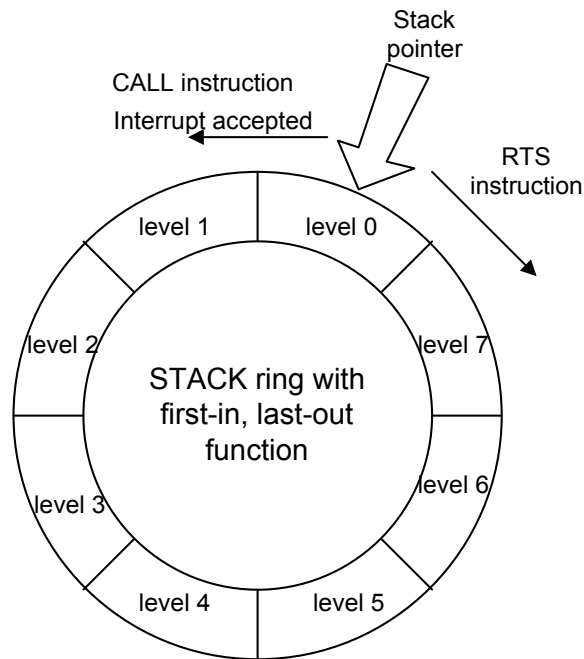 Stack
pointer
CALL instruction
Interrupt accepted
RTS
instruction
level 1
level 0
level 2
level 7
STACK ring with
first-in, last-out
function
level 3
level 6
level 4
level 5